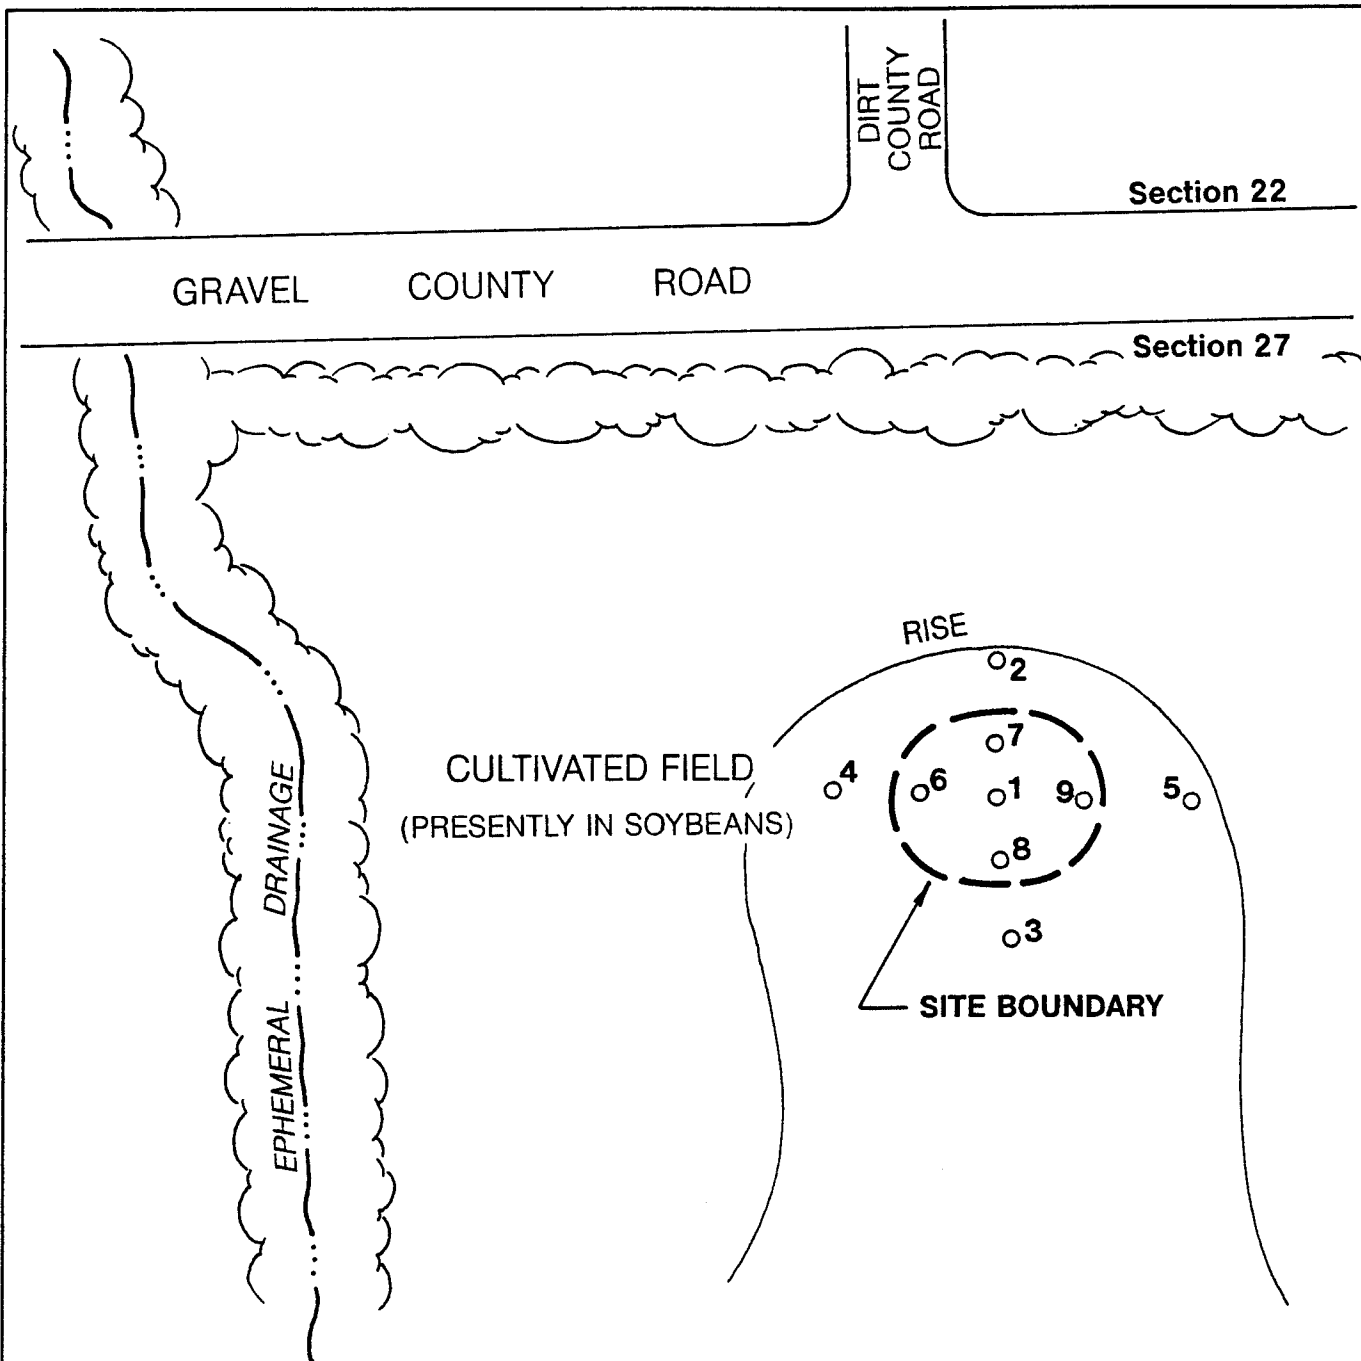 DIRT
COUNTY
ROAD
Section 22
GRAVEL COUNTY ROAD
Section 27
RISE
2
7
CULTIVATED FIELD
(PRESENTLY IN SOYBEANS)
4
6
1
9
5
8
3
SITE BOUNDARY
EPHEMERAL DRAINAGE